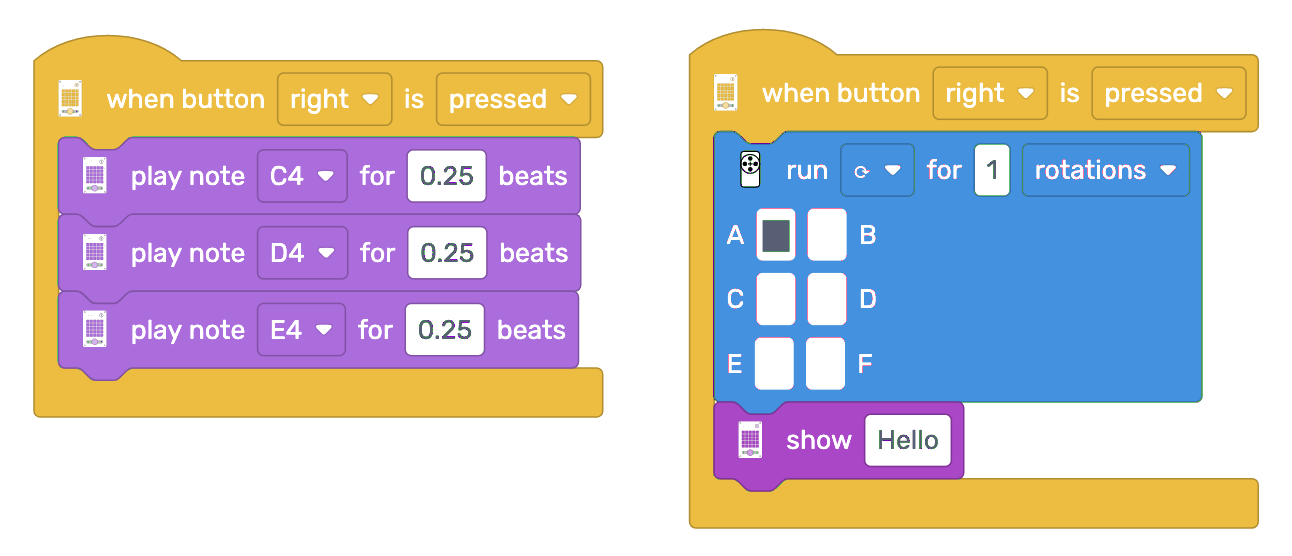 when button right is pressed
play note C4 for 0.25 beats
play note D4 for 0.25 beats
play note E4 for 0.25 beats
when button right is pressed
run ⟳ for 1 rotations
A B
C D
E F
show Hello